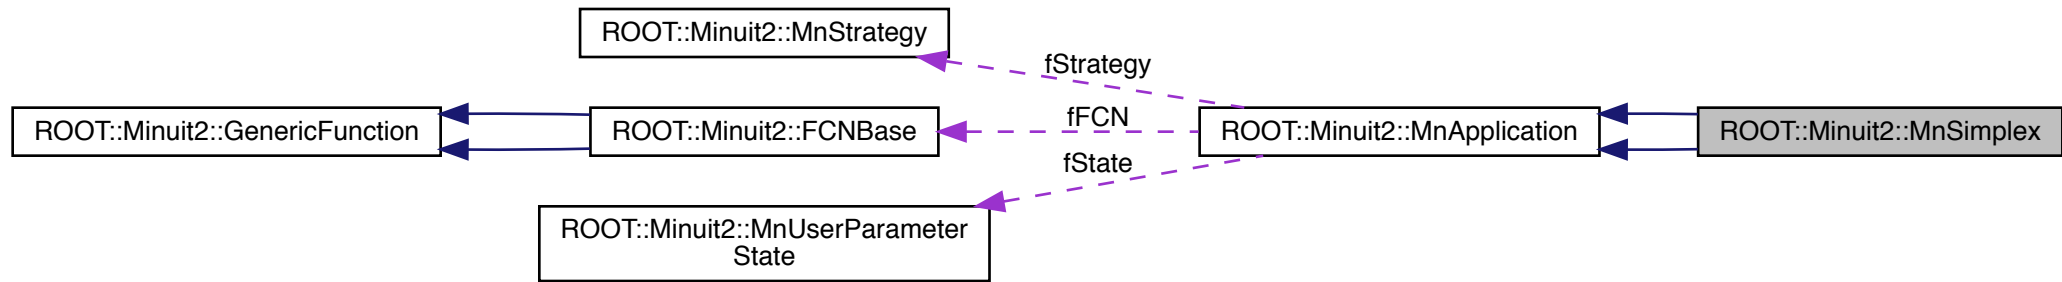 ROOT::Minuit2::MnStrategy
fStrategy
ROOT::Minuit2::GenericFunction
ROOT::Minuit2::FCNBase
fFCN
ROOT::Minuit2::MnApplication
ROOT::Minuit2::MnSimplex
fState
ROOT::Minuit2::MnUserParameter
State